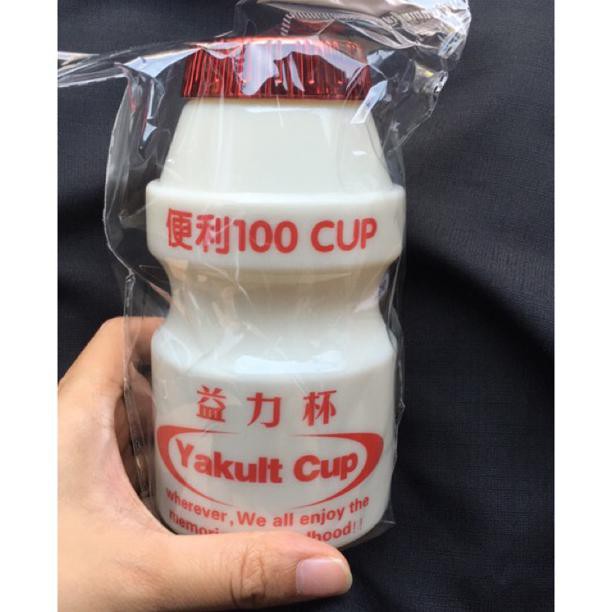 便利100 CUP
益力杯
Yakult Cup
wherever,We all enjoy the